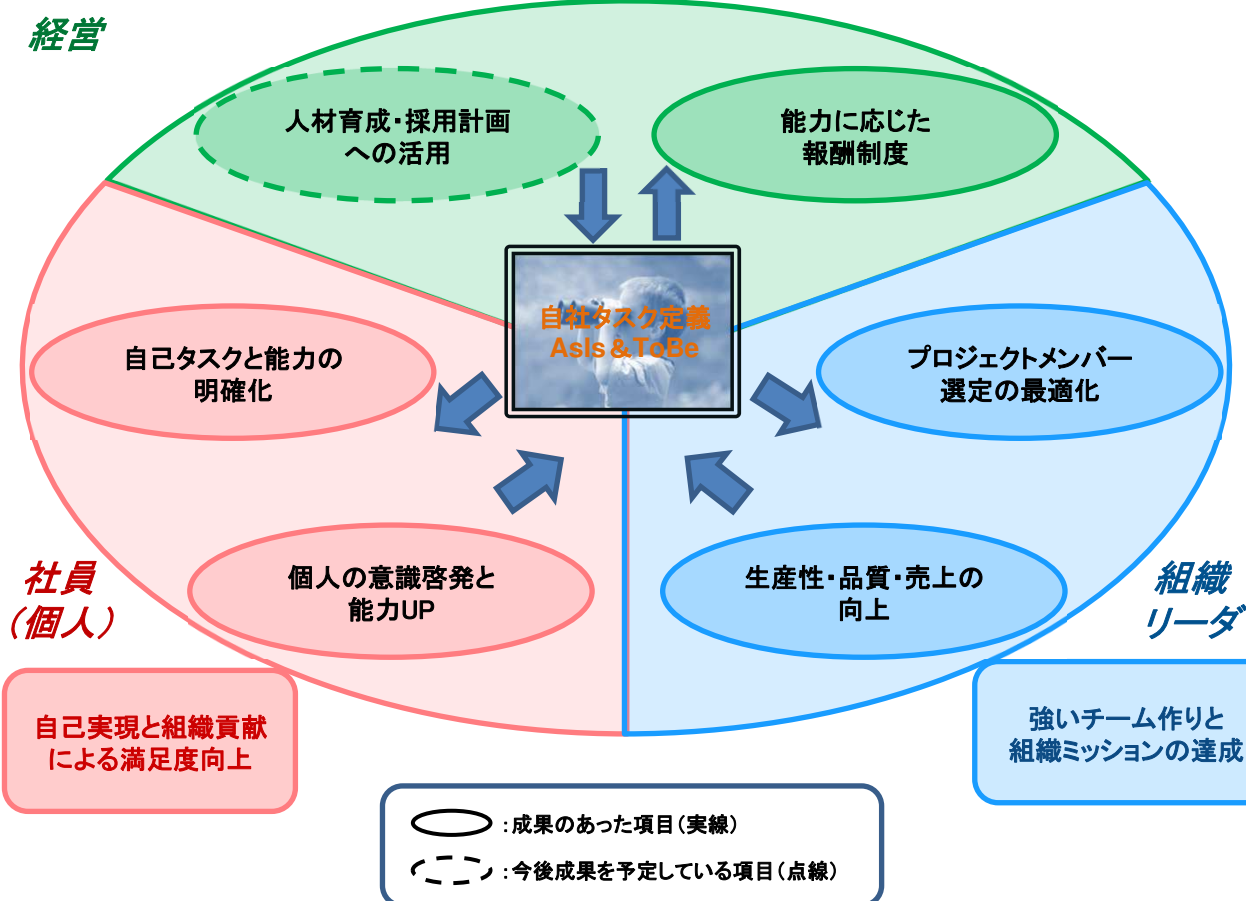 経営
人材育成・採用計画
への活用
能力に応じた
報酬制度
自社タスク定義
AsIs＆ToBe
自己タスクと能力の
明確化
プロジェクトメンバー
選定の最適化
個人の意識啓発と
能力UP
生産性・品質・売上の
向上
社員
（個人）
組織
リーダ
自己実現と組織貢献
による満足度向上
強いチーム作りと
組織ミッションの達成
：成果のあった項目（実線）
：今後成果を予定している項目（点線）